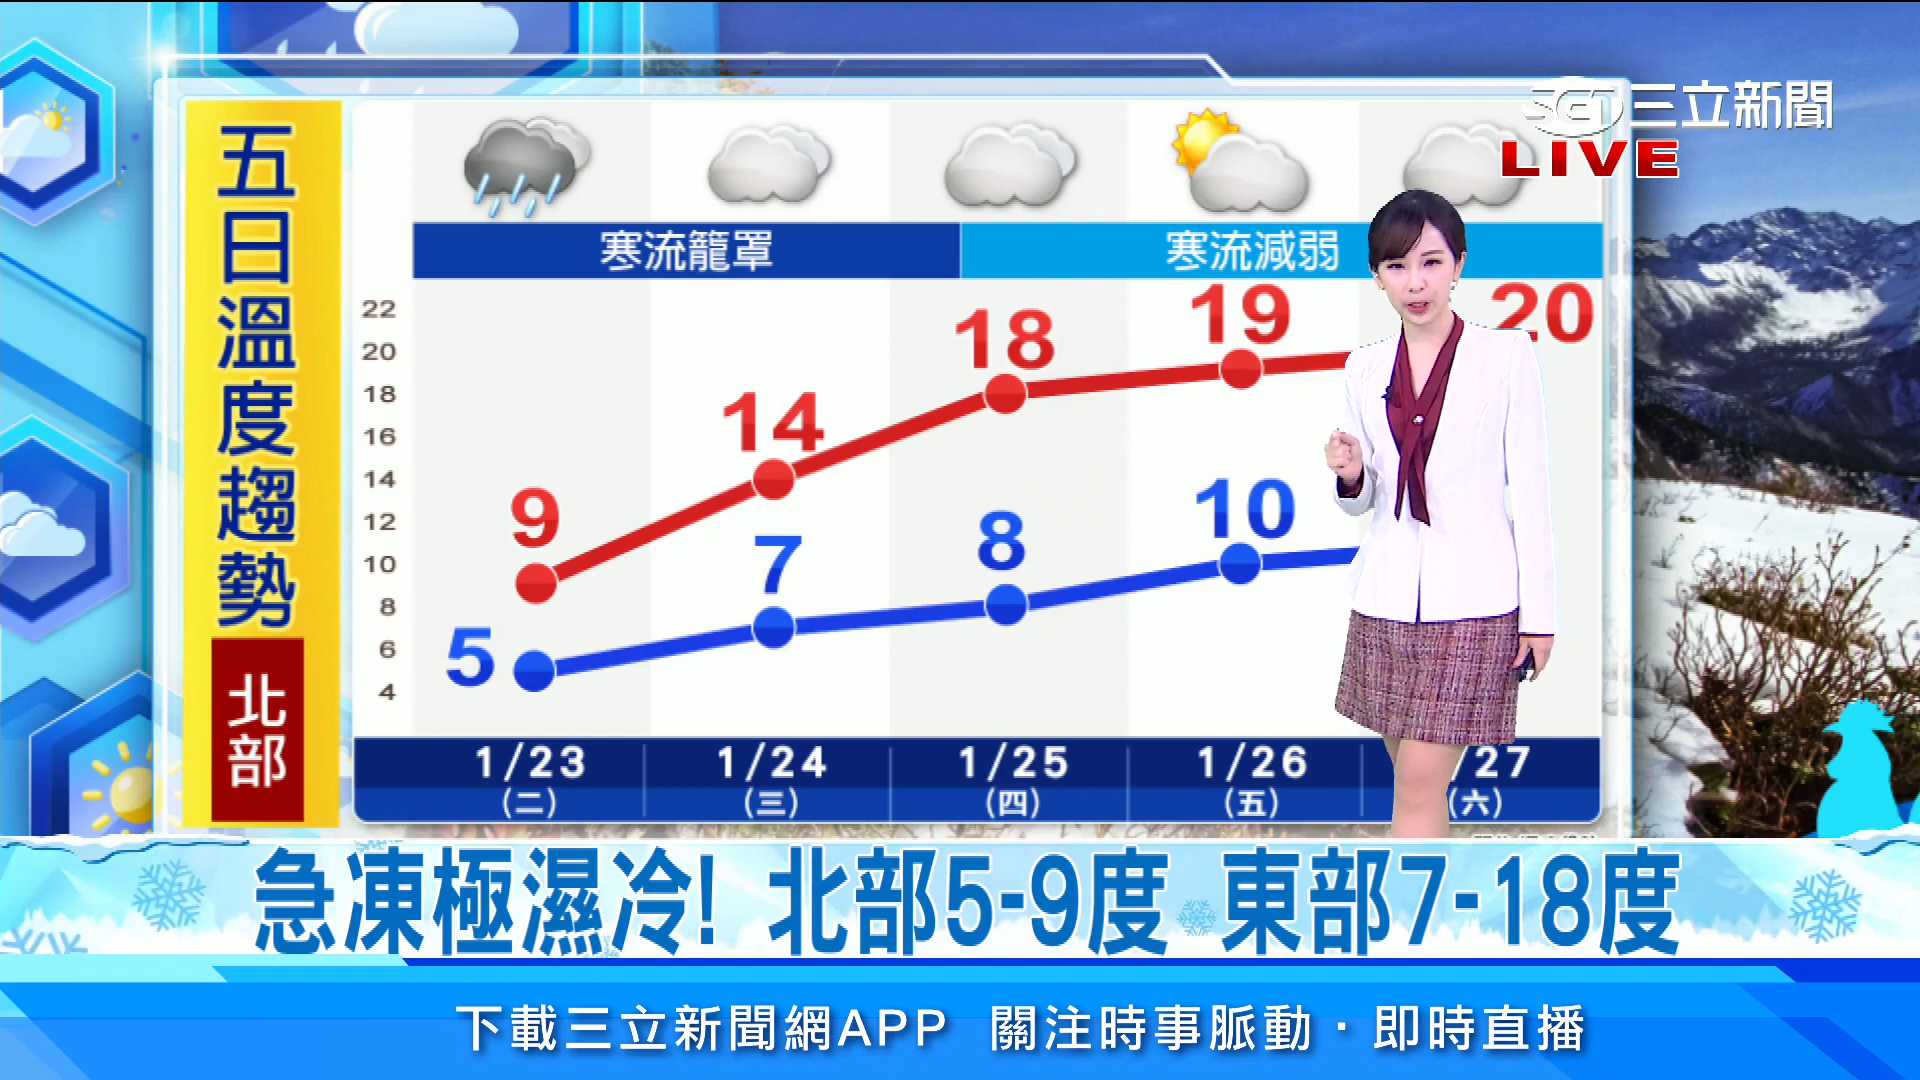 SET三立新聞
LIVE
五日溫度趨勢
北部
寒流籠罩
寒流減弱
22
20
18
16
14
12
10
8
6
4
9
14
18
19
20
5
7
8
10
1/23
(二)
1/24
(三)
1/25
(四)
1/26
(五)
/27
(六)
急凍極濕冷! 北部5-9度 東部7-18度
下載三立新聞網APP 關注時事脈動·即時直播